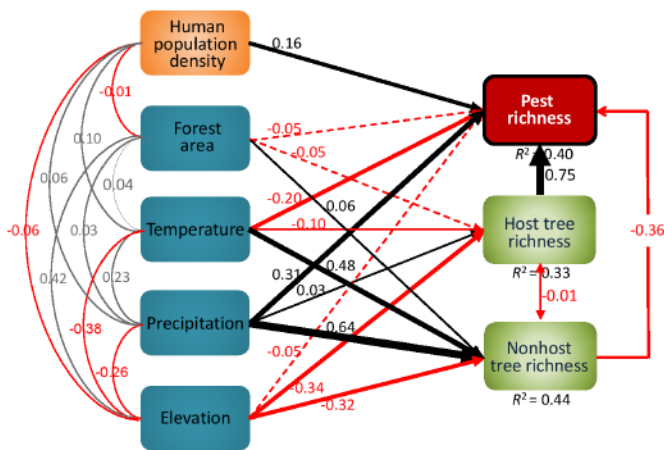 Human
population
density
0.16
-0.01
Pest
richness
Forest
area
-0.05
-0.05
0.10
R² = 0.40
0.75
0.06
0.04
-0.20
0.06
Temperature
-0.10
Host tree
richness
-0.06
0.03
0.48
-0.36
0.31
R² = 0.33
0.42
0.23
0.03
-0.01
Precipitation
0.64
-0.38
-0.05
Nonhost
tree richness
-0.26
-0.34
-0.32
R² = 0.44
Elevation